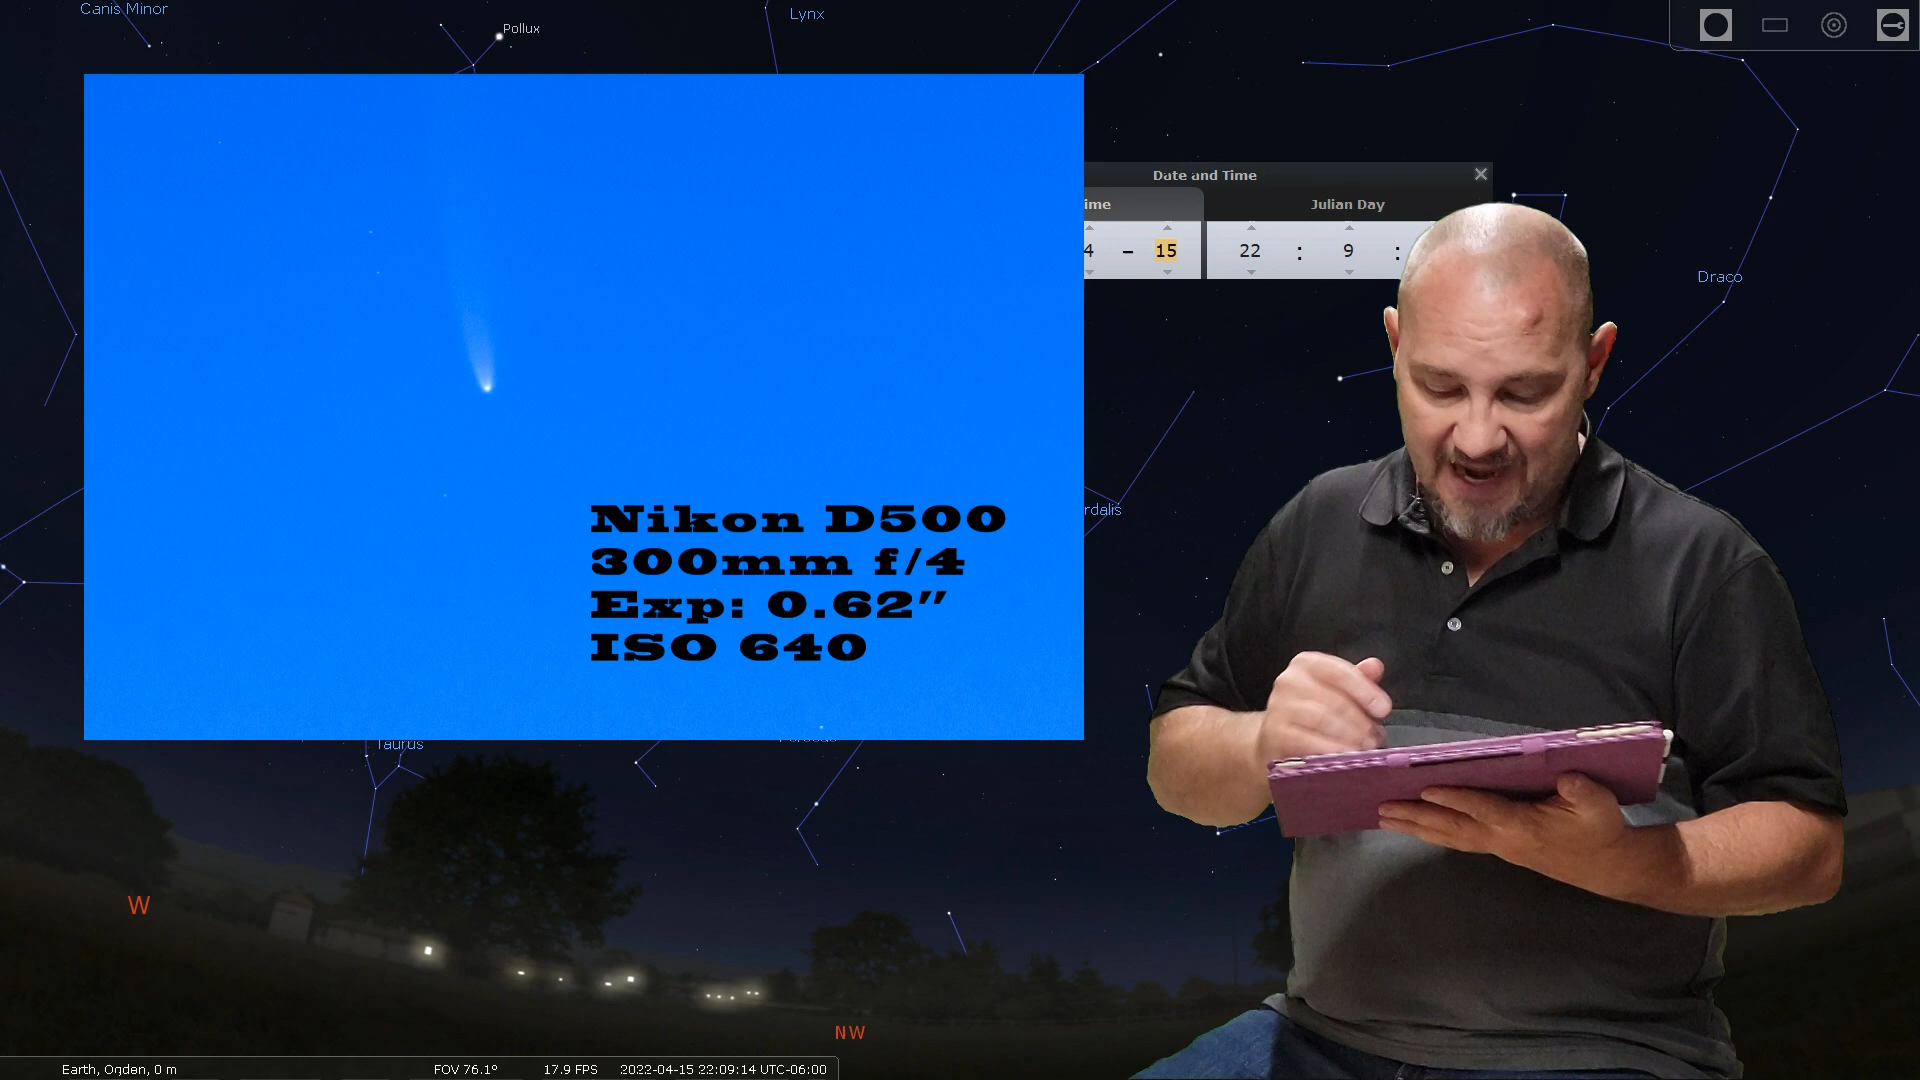 Canis Minor
Pollux
Lynx
Date and Time
ime
Julian Day
4 – 15
22 : 9 :
Draco
rdalis
Nikon D500
300mm f/4
Exp: 0.62″
ISO 640
Taurus
W
NW
Earth, Ogden, 0 m
FOV 76.1°
17.9 FPS
2022-04-15 22:09:14 UTC-06:00